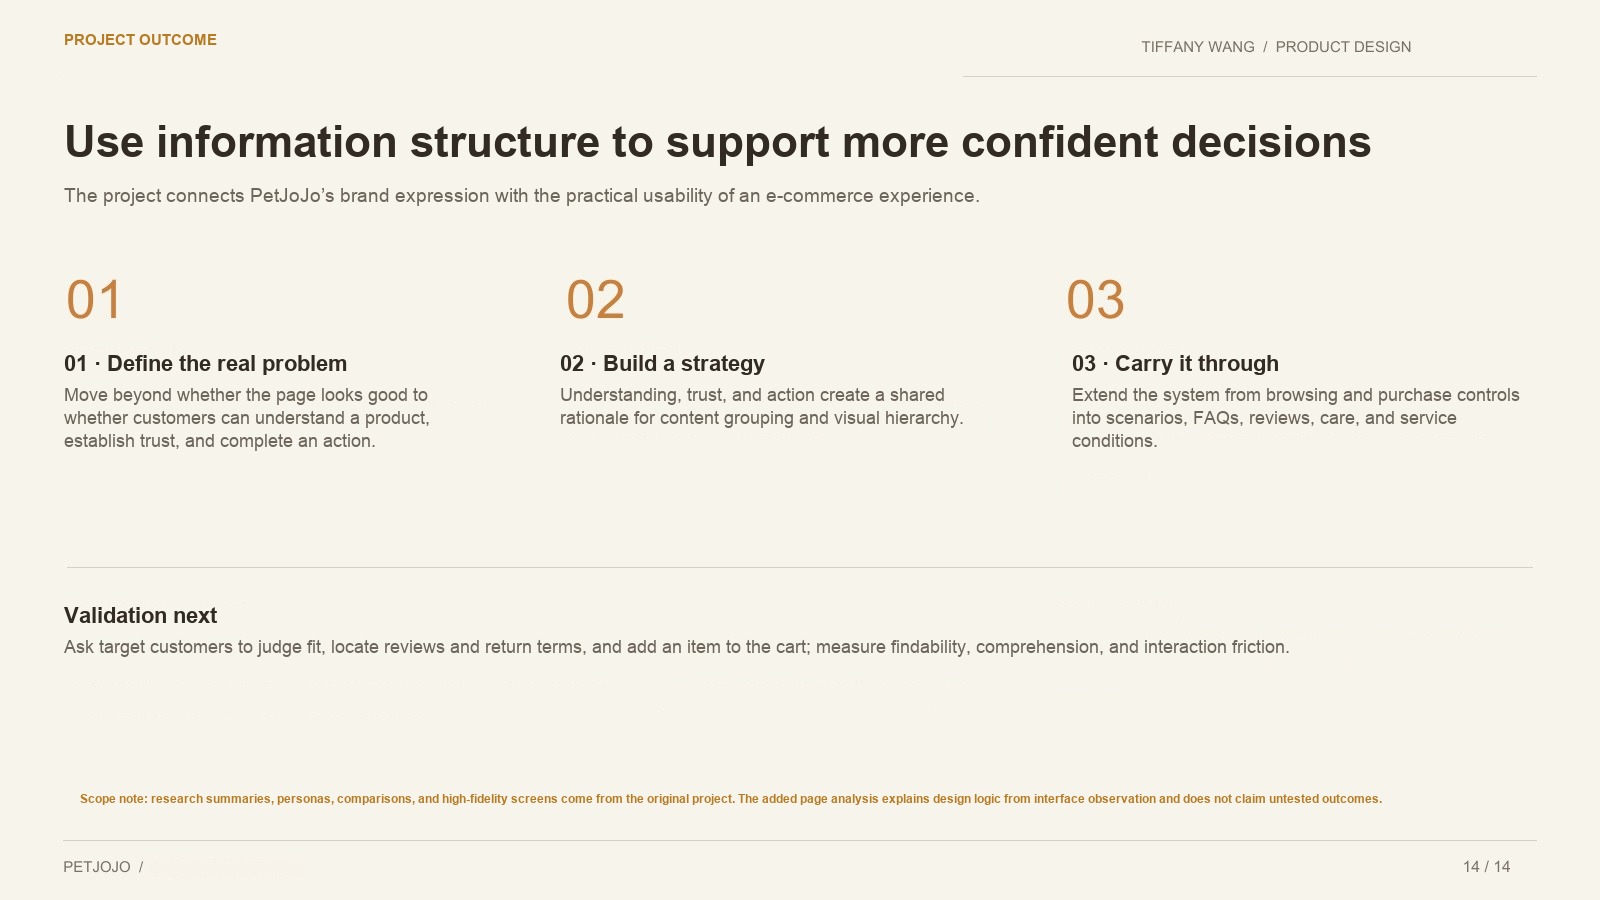 PROJECT OUTCOME
TIFFANY WANG / PRODUCT DESIGN
Use information structure to support more confident decisions
The project connects PetJoJo’s brand expression with the practical usability of an e-commerce experience.
01
02
03
01 · Define the real problem
Move beyond whether the page looks good to
whether customers can understand a product,
establish trust, and complete an action.
02 · Build a strategy
Understanding, trust, and action create a shared
rationale for content grouping and visual hierarchy.
03 · Carry it through
Extend the system from browsing and purchase controls
into scenarios, FAQs, reviews, care, and service
conditions.
Validation next
Ask target customers to judge fit, locate reviews and return terms, and add an item to the cart; measure findability, comprehension, and interaction friction.
Scope note: research summaries, personas, comparisons, and high-fidelity screens come from the original project. The added page analysis explains design logic from interface observation and does not claim untested outcomes.
PETJOJO /
14 / 14